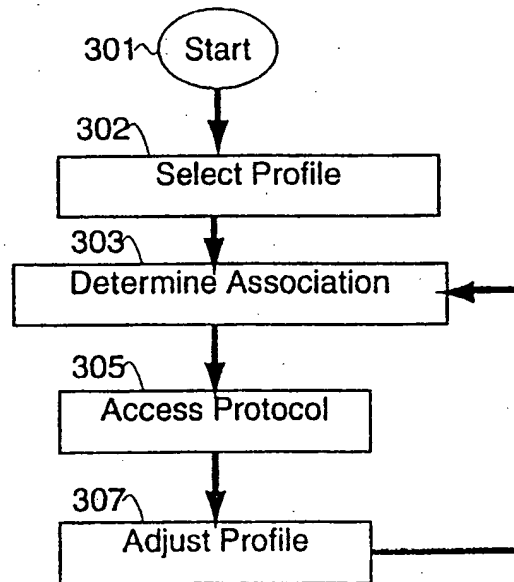 301 Start
302
Select Profile
303
Determine Association
305
Access Protocol
307
Adjust Profile